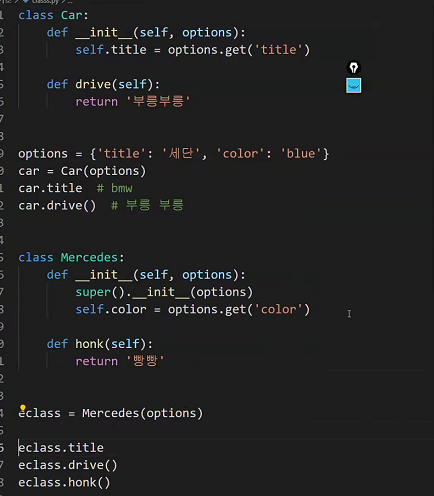 class Car:
def __init__(self, options):
self.title = options.get('title')
def drive(self):
return '부릉부릉'
options = {'title': '세단', 'color': 'blue'}
car = Car(options)
car.title # bmw
car.drive() # 부릉 부릉
class Mercedes:
def __init__(self, options):
super().__init__(options)
self.color = options.get('color')
def honk(self):
return '빵빵'
eclass = Mercedes(options)
eclass.title
eclass.drive()
eclass.honk()